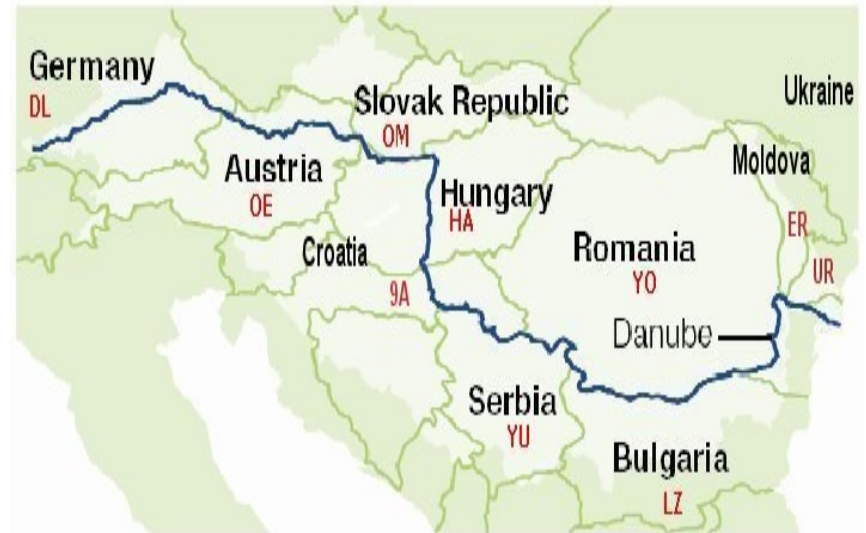 Germany
DL
Slovak Republic
OM
Ukraine
Austria
OE
Moldova
Hungary
HA
ER
Croatia
Romania
UR
9A
YO
Danube
Serbia
YU
Bulgaria
LZ